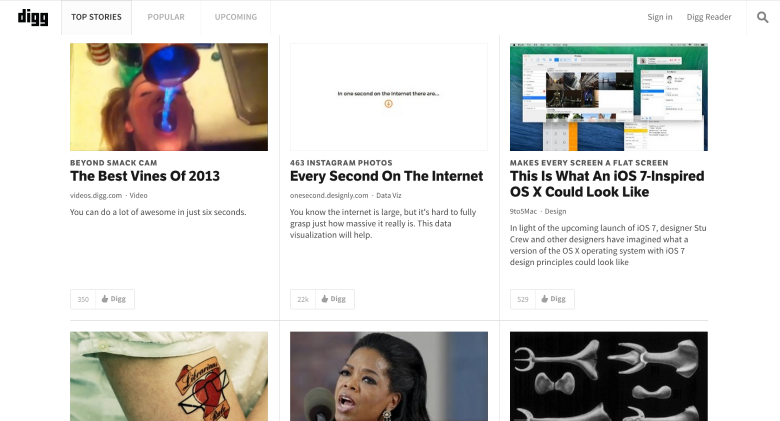 digg
TOP STORIES
POPULAR
UPCOMING
Sign in
Digg Reader
In one second on the Internet there are...
BEYOND SMACK CAM
The Best Vines Of 2013
videos.digg.com · Video
You can do a lot of awesome in just six seconds.
350
Digg
463 INSTAGRAM PHOTOS
Every Second On The Internet
onesecond.designly.com · Data Viz
You know the internet is large, but it's hard to fully
grasp just how massive it really is. This data
visualization will help.
22k
Digg
MAKES EVERY SCREEN A FLAT SCREEN
This Is What An iOS 7-Inspired
OS X Could Look Like
9to5Mac · Design
In light of the upcoming launch of iOS 7, designer Stu
Crew and other designers have imagined what a
version of the OS X operating system with iOS 7
design principles could look like
529
Digg
Librarians